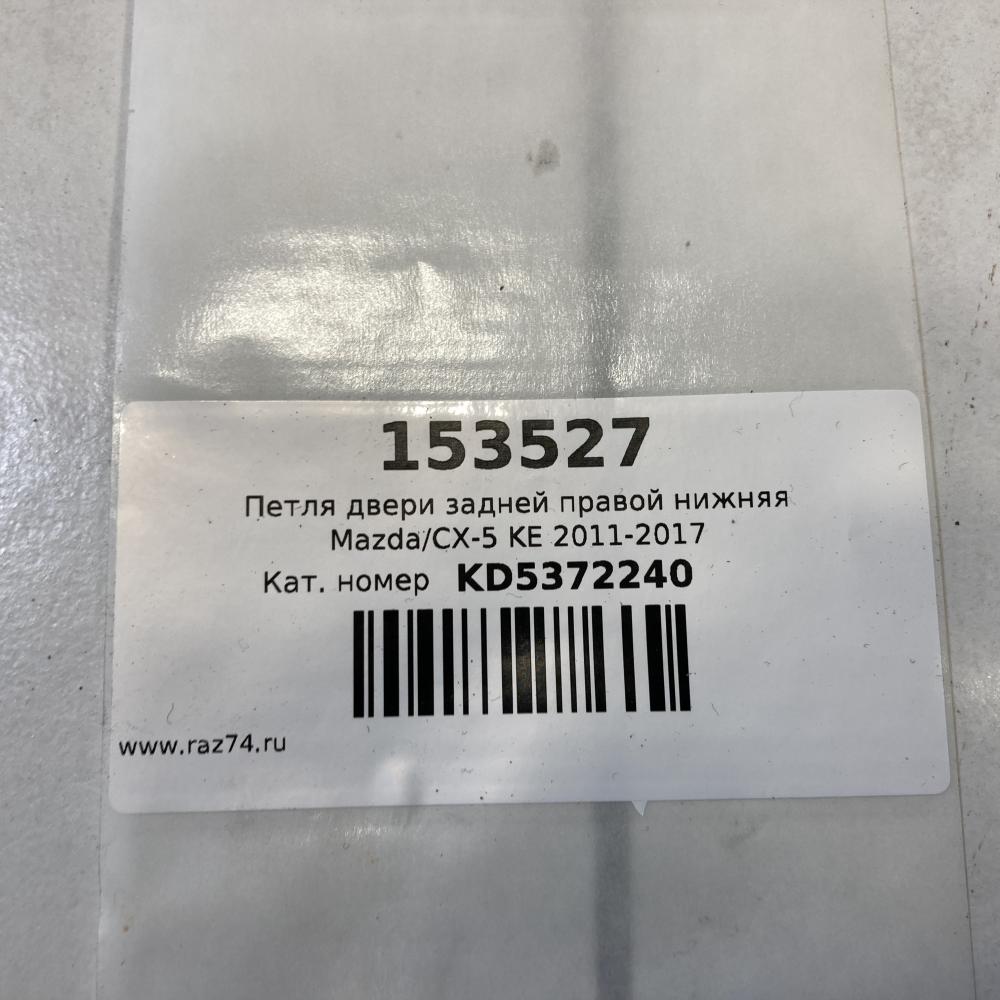 153527
Петля двери задней правой нижняя
Mazda/CX-5 KE 2011-2017
Кат. номер KD5372240
www.raz74.ru